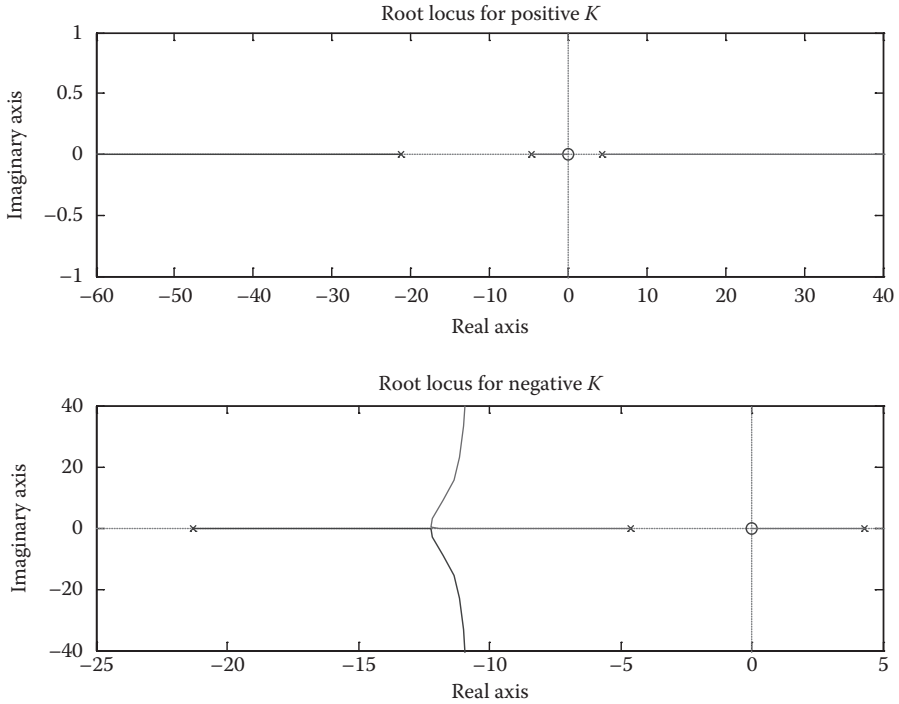 Root locus for positive K
1
0.5
0
−0.5
−1
Imaginary axis
−60 −50 −40 −30 −20 −10 0 10 20 30 40
Real axis
Root locus for negative K
40
20
0
−20
−40
Imaginary axis
−25 −20 −15 −10 −5 0 5
Real axis